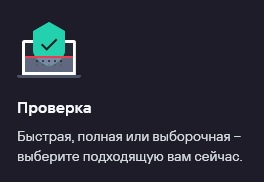 Проверка
Быстрая, полная или выборочная –
выберите подходящую вам сейчас.